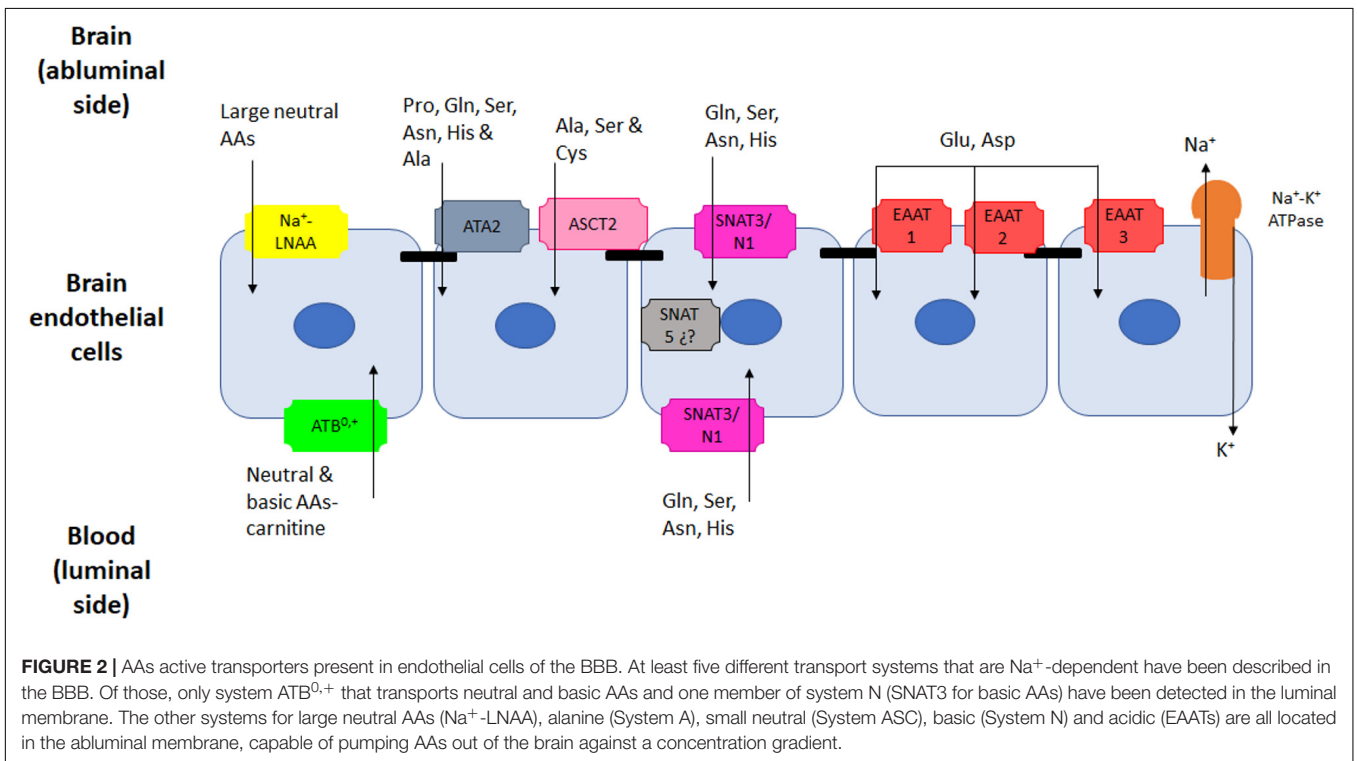 Brain
(abluminal
side)
Large neutral
AAs
Pro, Gln, Ser,
Asn, His &
Ala
Ala, Ser &
Cys
Gln, Ser,
Asn, His
Glu, Asp
Na⁺
Na⁺-
LNAA
ATA2
ASCT2
SNAT3/
N1
EAAT
1
EAAT
2
EAAT
3
Na⁺-K⁺
ATPase
Brain
endothelial
cells
SNAT
5 ¿?
ATB⁰,⁺
SNAT3/
N1
K⁺
Neutral &
basic AAs-
carnitine
Gln, Ser,
Asn, His
Blood
(luminal
side)
FIGURE 2 | AAs active transporters present in endothelial cells of the BBB. At least five different transport systems that are Na⁺-dependent have been described in
the BBB. Of those, only system ATB⁰,⁺ that transports neutral and basic AAs and one member of system N (SNAT3 for basic AAs) have been detected in the luminal
membrane. The other systems for large neutral AAs (Na⁺-LNAA), alanine (System A), small neutral (System ASC), basic (System N) and acidic (EAATs) are all located
in the abluminal membrane, capable of pumping AAs out of the brain against a concentration gradient.